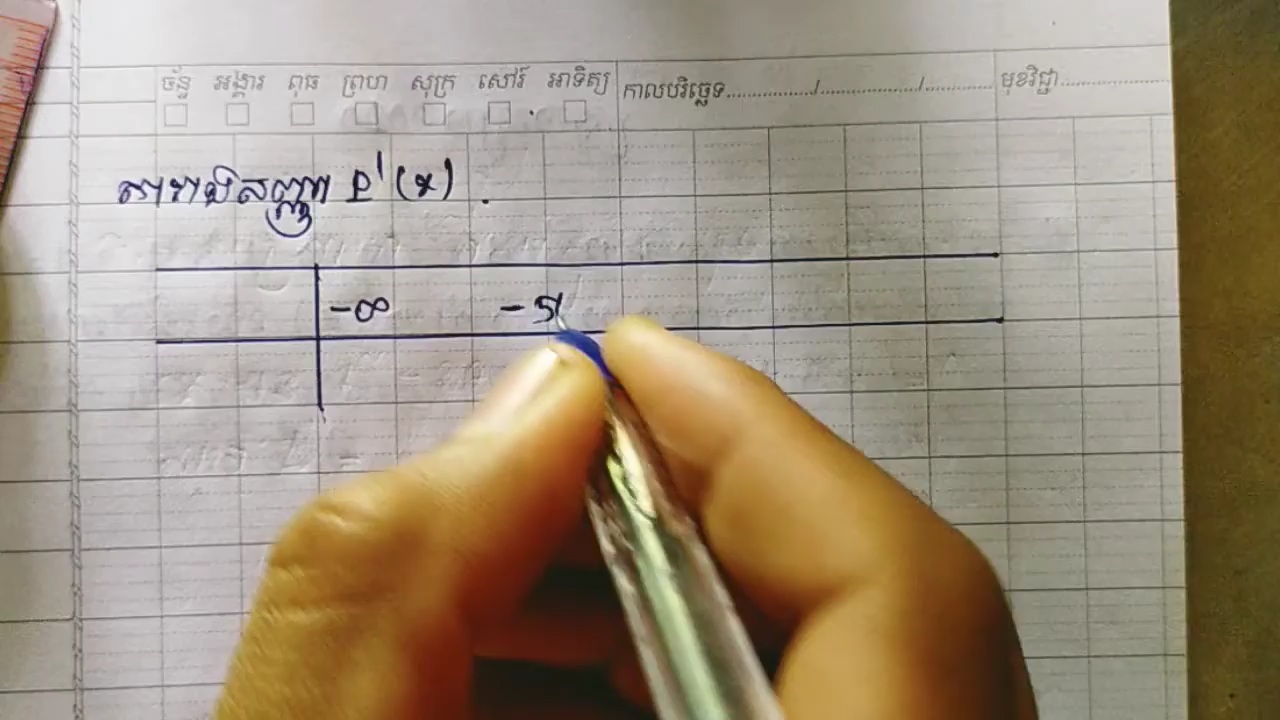 ច័ន្ទ អង្គារ ពុធ ព្រហ សុក្រ សៅរ៍ អាទិត្យ កាលបរិច្ឆេទ................/................/............ មុខវិជ្ជា....................
តារាងសញ្ញា P'(x) .
-∞ -5